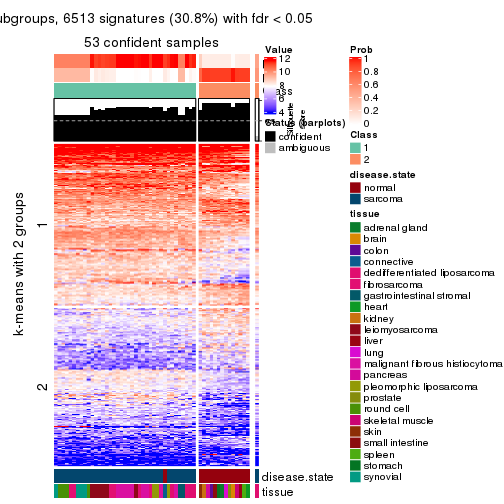 ubgroups, 6513 signatures (30.8%) with fdr < 0.05
53 confident samples
k-means with 2 groups
1
2
Value
12
10
8
6
4
Silhouette
score
Status (barplots)
confident
ambiguous
Prob
1
0.8
0.6
0.4
0.2
0
Class
1
2
disease.state
normal
sarcoma
tissue
adrenal gland
brain
colon
connective
dedifferentiated liposarcoma
fibrosarcoma
gastrointestinal stromal
heart
kidney
leiomyosarcoma
liver
lung
malignant fibrous histiocytoma
pancreas
pleomorphic liposarcoma
prostate
round cell
skeletal muscle
skin
small intestine
spleen
stomach
synovial
disease.state
tissue